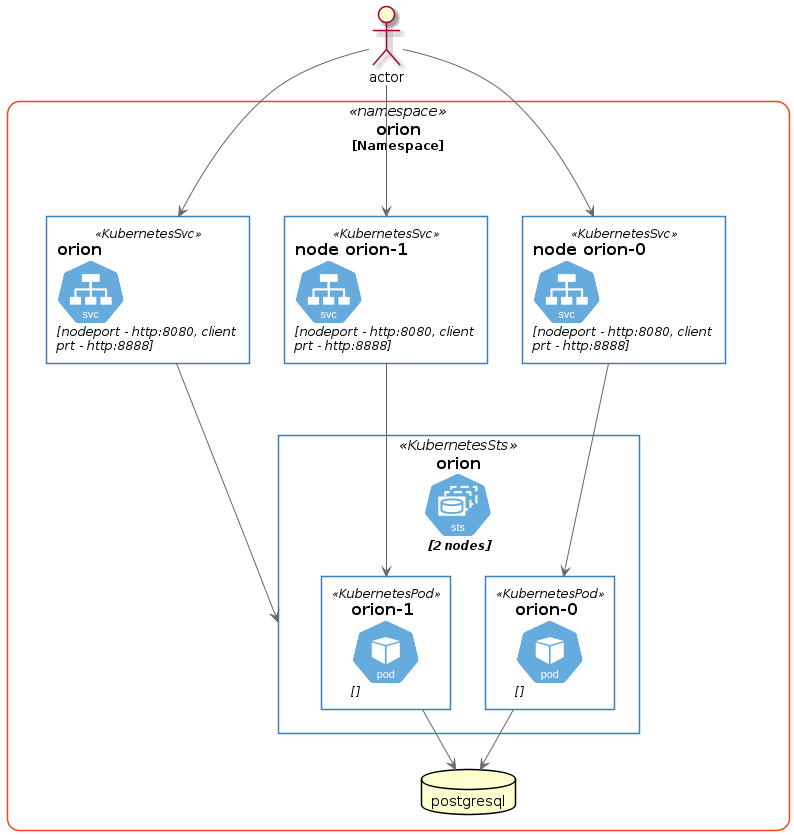 actor
«namespace»
orion
[Namespace]
«KubernetesSvc»
orion
svc
[nodeport - http:8080, client
prt - http:8888]
«KubernetesSvc»
node orion-1
svc
[nodeport - http:8080, client
prt - http:8888]
«KubernetesSvc»
node orion-0
svc
[nodeport - http:8080, client
prt - http:8888]
«KubernetesSts»
orion
sts
[2 nodes]
«KubernetesPod»
orion-1
pod
[]
«KubernetesPod»
orion-0
pod
[]
postgresql